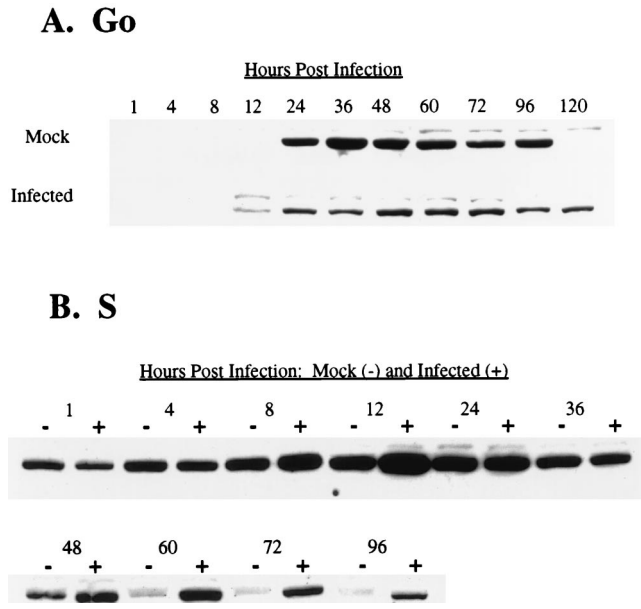 A. Go
Hours Post Infection
1 4 8 12 24 36 48 60 72 96 120
Mock
Infected
B. S
Hours Post Infection: Mock (-) and Infected (+)
1 4 8 12 24 36
- + - + - + - + - + - +
48 60 72 96
- + - + - + - +